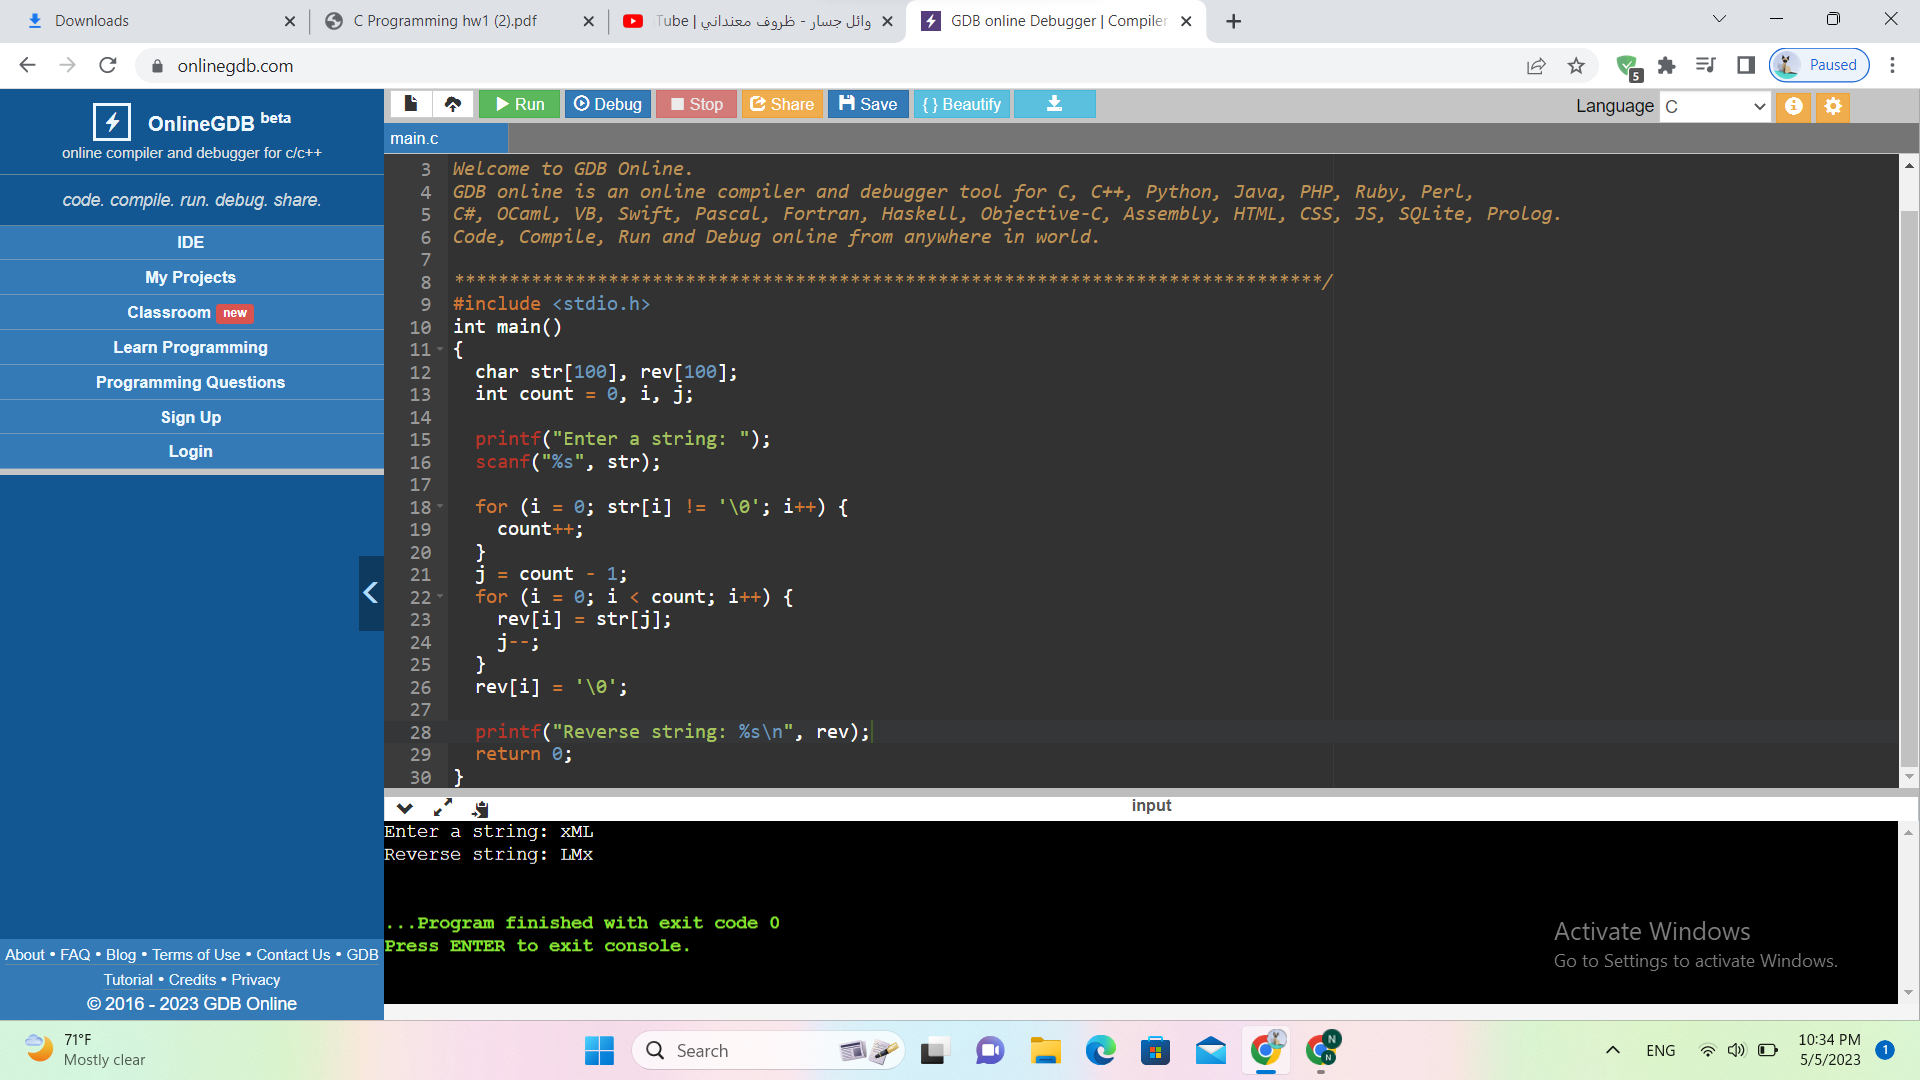 Downloads
C Programming hw1 (2).pdf
وائل جسار - ظروف معنداني | Tube
GDB online Debugger | Compiler
onlinegdb.com
5
Paused
OnlineGDB beta
online compiler and debugger for c/c++
code. compile. run. debug. share.
IDE
My Projects
Classroom new
Learn Programming
Programming Questions
Sign Up
Login
About • FAQ • Blog • Terms of Use • Contact Us • GDB
Tutorial • Credits • Privacy
© 2016 - 2023 GDB Online
Run
Debug
Stop
Share
Save
{ } Beautify
Language C
main.c
3 Welcome to GDB Online.
4 GDB online is an online compiler and debugger tool for C, C++, Python, Java, PHP, Ruby, Perl,
5 C#, OCaml, VB, Swift, Pascal, Fortran, Haskell, Objective-C, Assembly, HTML, CSS, JS, SQLite, Prolog.
6 Code, Compile, Run and Debug online from anywhere in world.
7
8 *******************************************************************************/
9 #include <stdio.h>
10 int main()
11 {
12 char str[100], rev[100];
13 int count = 0, i, j;
14
15 printf("Enter a string: ");
16 scanf("%s", str);
17
18 for (i = 0; str[i] != '\0'; i++) {
19 count++;
20 }
21 j = count - 1;
22 for (i = 0; i < count; i++) {
23 rev[i] = str[j];
24 j--;
25 }
26 rev[i] = '\0';
27
28 printf("Reverse string: %s\n", rev);
29 return 0;
30 }
input
Enter a string: xML
Reverse string: LMx
...Program finished with exit code 0
Press ENTER to exit console.
Activate Windows
Go to Settings to activate Windows.
71°F
Mostly clear
Search
N
N
ENG
10:34 PM
5/5/2023
1